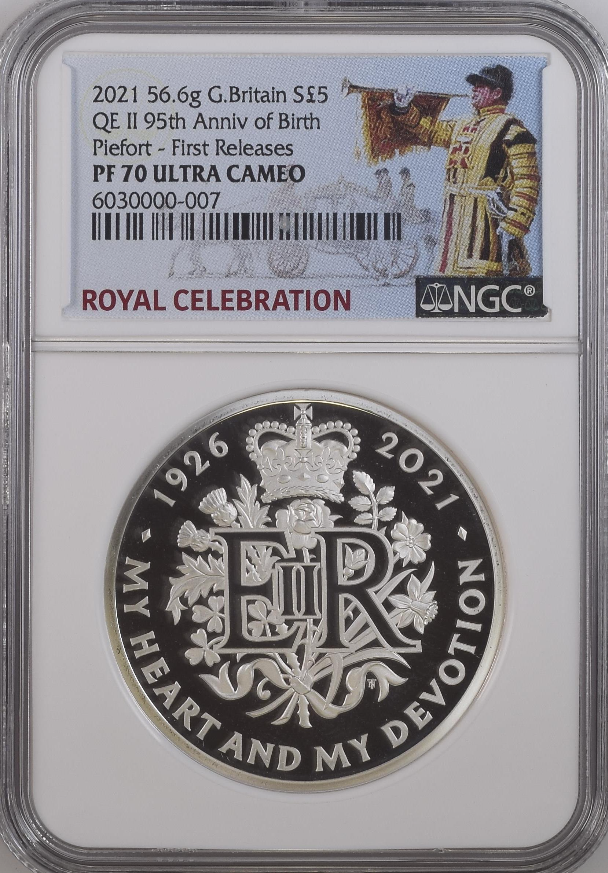 2021 56.6g G.Britain S£5
QE II 95th Anniv of Birth
Piefort - First Releases
PF 70 ULTRA CAMEO
6030000-007
ROYAL CELEBRATION
NGC®
1926 2021
EIIR
· MY HEART AND MY DEVOTION ·